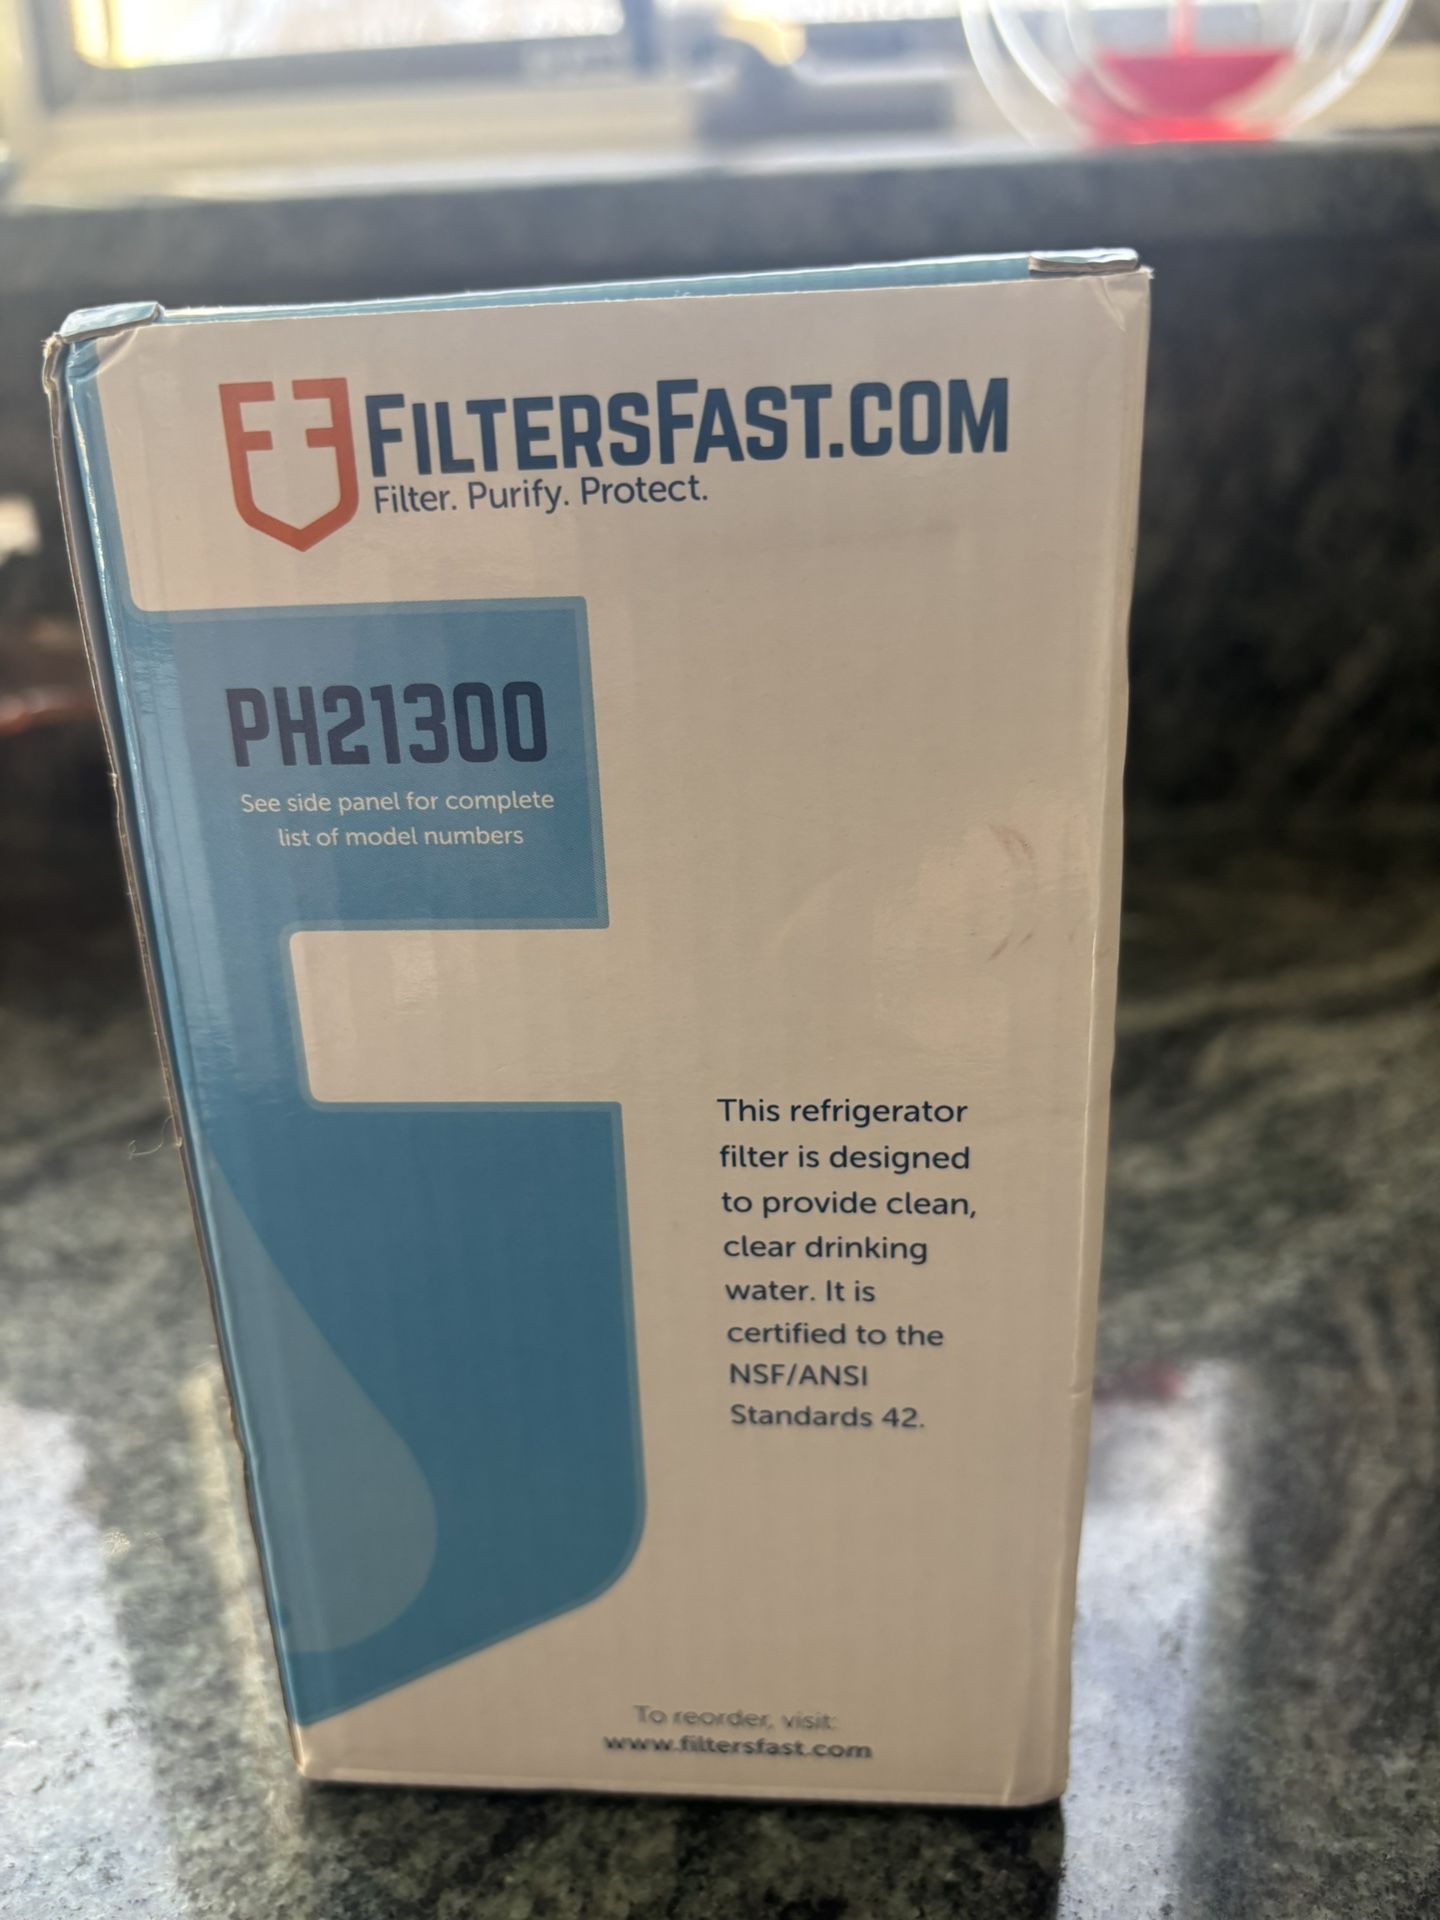 FILTERSFAST.COM
Filter. Purify. Protect.
PH21300
See side panel for complete
list of model numbers
This refrigerator
filter is designed
to provide clean,
clear drinking
water. It is
certified to the
NSF/ANSI
Standards 42.
To reorder, visit:
www.filtersfast.com